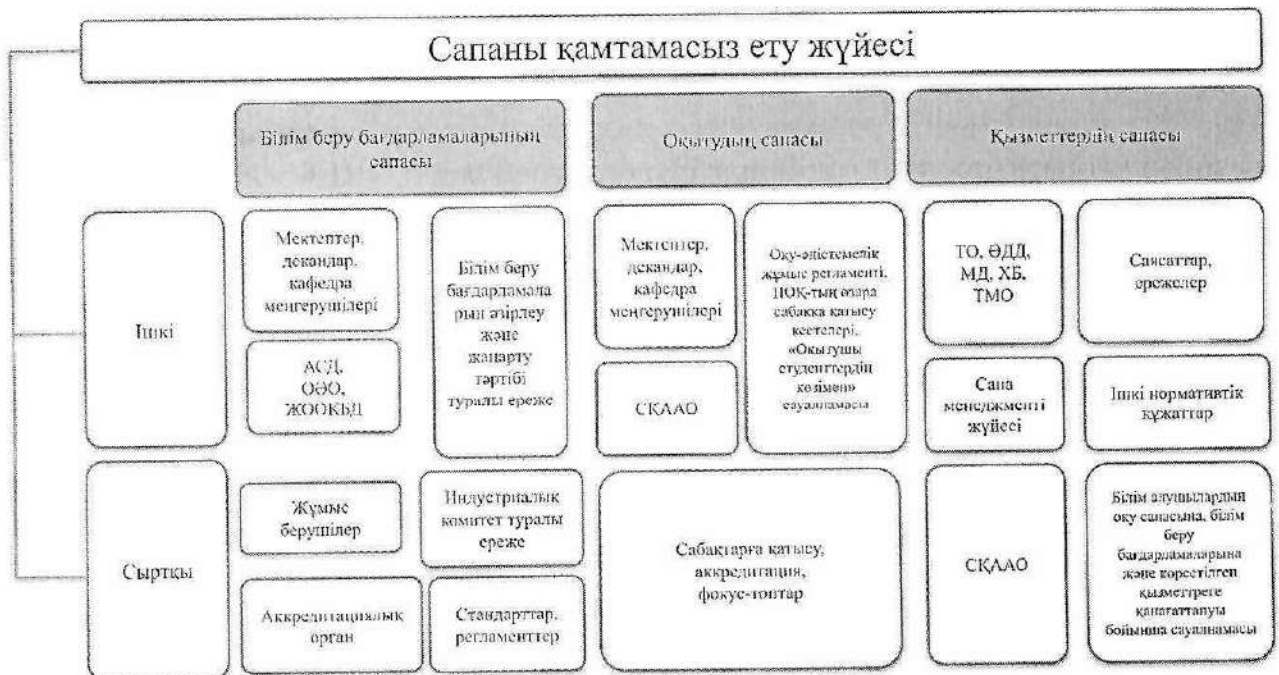 Сапаны қамтамасыз ету жүйесі
Білім беру бағдарламаларының
сапасы
Оқытудың сапасы
Қызметтердің сапасы
Ішкі
Мектептер,
декандар,
кафедра
меңгерушілері
АСД,
ОӘО,
ЖООКБД
Білім беру
бағдарламала
рын әзірлеу
және
жаңарту
тәртібі
туралы ереже
Мектептер,
декандар,
кафедра
меңгерушілері
СҚААО
Оқу-әдістемелік
жұмыс регламенті,
ПОҚ-тың өзара
сабаққа қатысу
кестелері,
«Оқытушы
студенттердің
көзімен»
сауалнамасы
ТО, ӘДД,
МД, ХБ,
ТМО
Саясаттар,
ережелер
Сапа
менеджменті
жүйесі
Ішкі нормативтік
құжаттар
Сыртқы
Жұмыс
берушілер
Индустриалық
комитет туралы
ереже
Аккредитациялық
орган
Стандарттар,
регламенттер
Сабақтарға қатысу,
аккредитация,
фокус-топтар
СҚААО
Білім алушылардың
оқу сапасына, білім
беру
бағдарламаларына
және көрсетілген
қызметтреге
қанағаттануы
бойынша сауалнамасы